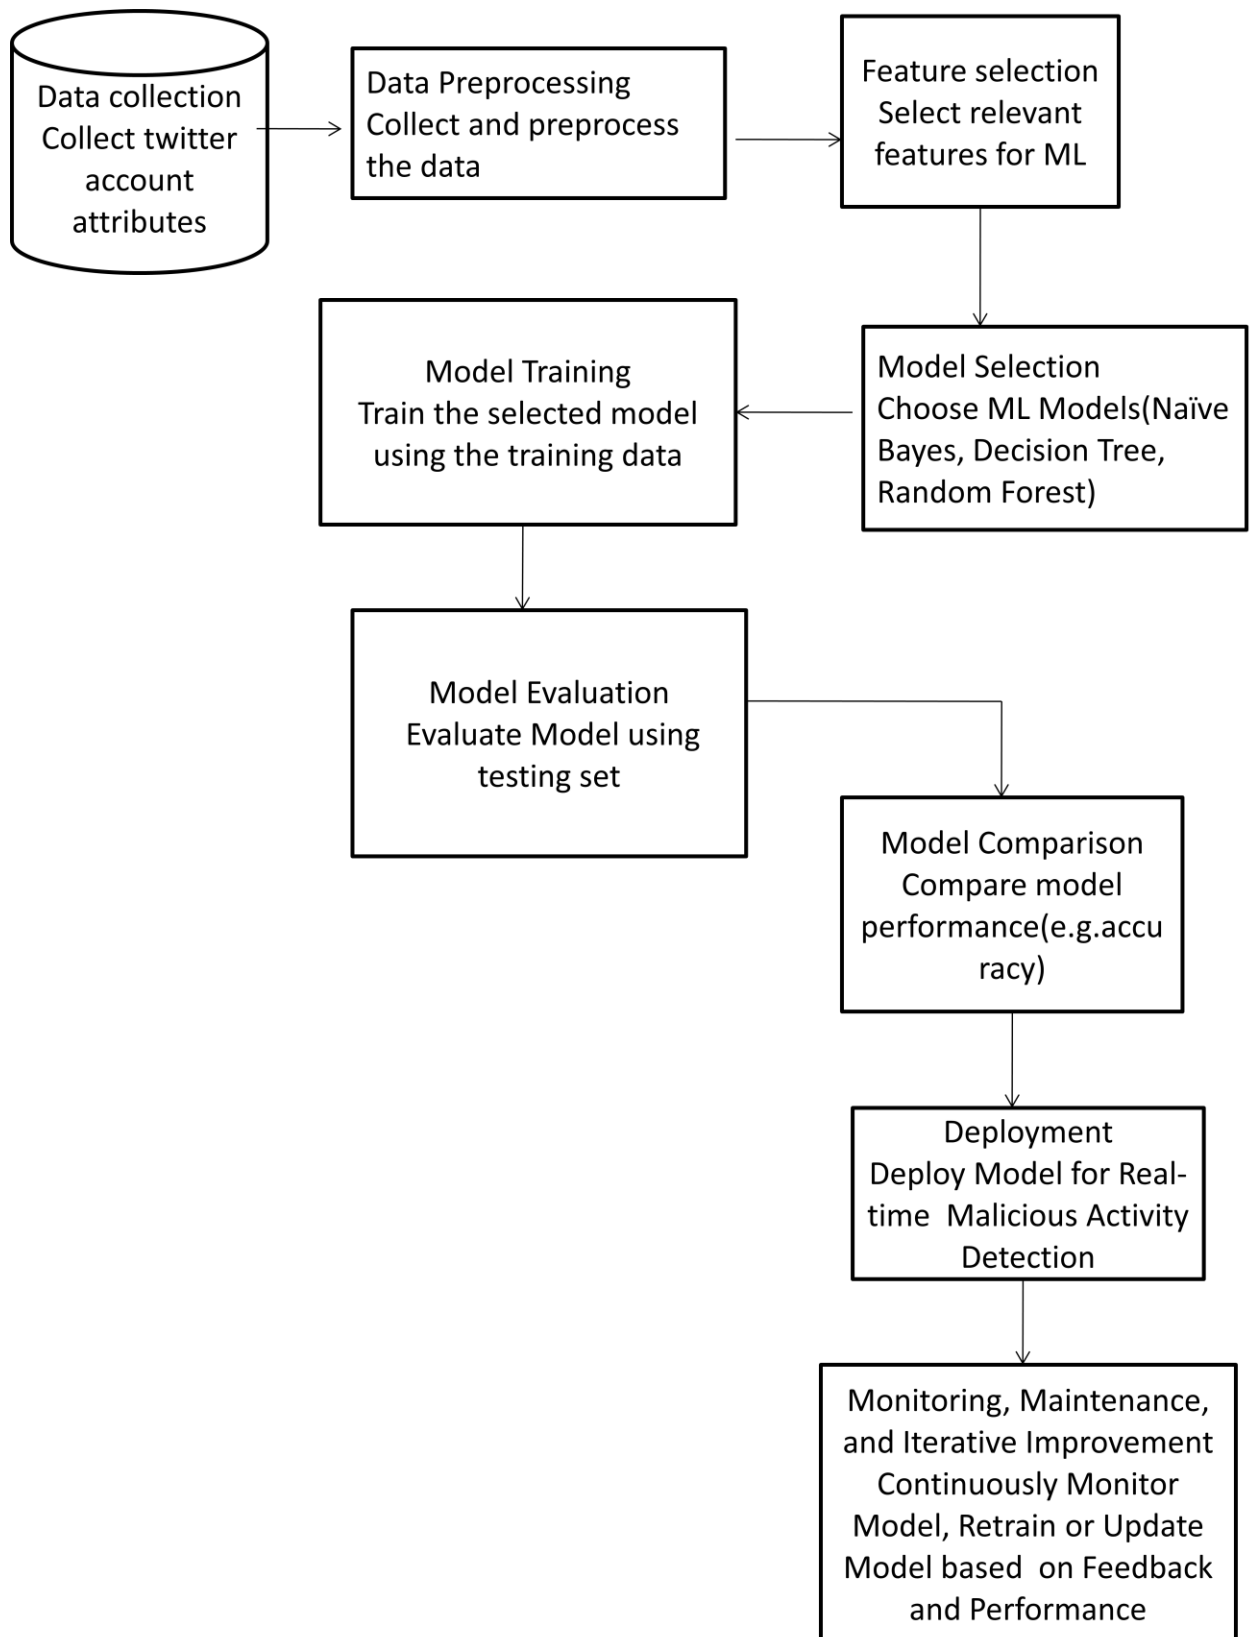 Data collection
Collect twitter
account
attributes
Data Preprocessing
Collect and preprocess
the data
Feature selection
Select relevant
features for ML
Model Selection
Choose ML Models(Naïve
Bayes, Decision Tree,
Random Forest)
Model Training
Train the selected model
using the training data
Model Evaluation
Evaluate Model using
testing set
Model Comparison
Compare model
performance(e.g.accu
racy)
Deployment
Deploy Model for Real-
time  Malicious Activity
Detection
Monitoring, Maintenance,
and Iterative Improvement
Continuously Monitor
Model, Retrain or Update
Model based  on Feedback
and Performance